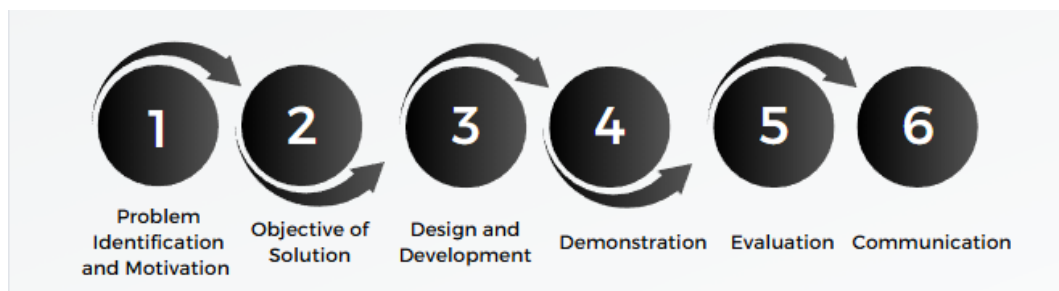 1
2
3
4
5
6
Problem
Identification
and Motivation
Objective of
Solution
Design and
Development
Demonstration
Evaluation
Communication